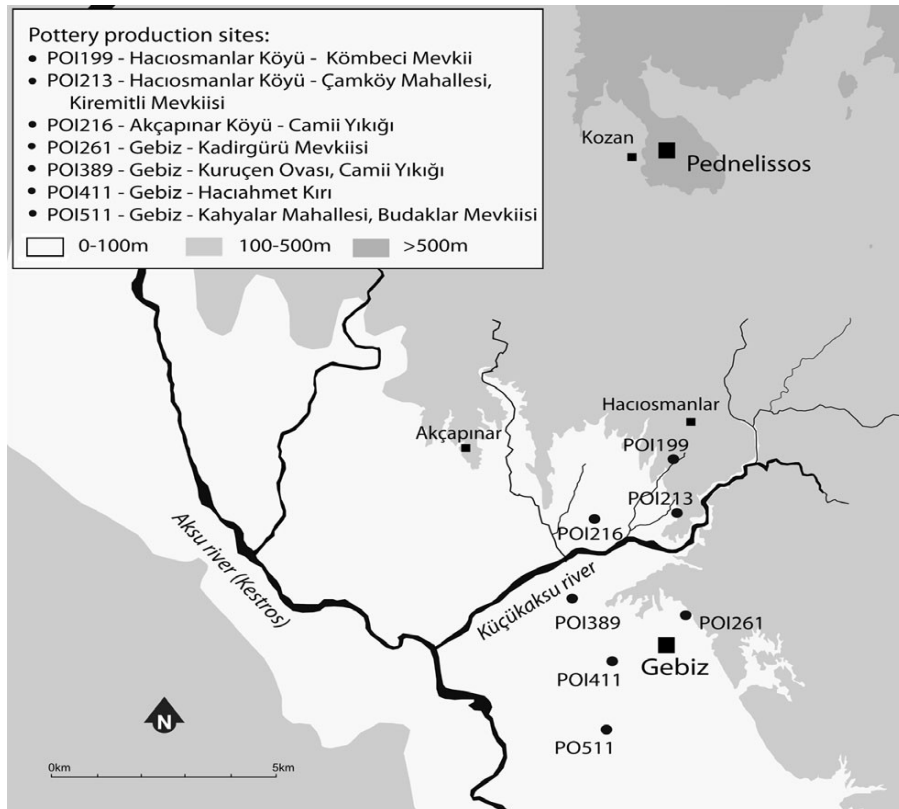 Pottery production sites:
• POI199 - Hacıosmanlar Köyü - Kömbeci Mevkii
• POI213 - Hacıosmanlar Köyü - Çamköy Mahallesi,
Kiremitli Mevkiisi
• POI216 - Akçapınar Köyü - Camii Yıkığı
• POI261 - Gebiz - Kadirgürü Mevkiisi
• POI389 - Gebiz - Kuruçen Ovası, Camii Yıkığı
• POI411 - Gebiz - Hacıahmet Kırı
• POI511 - Gebiz - Kahyalar Mahallesi, Budaklar Mevkiisi
0-100m 100-500m >500m
Kozan
Pednelissos
Hacıosmanlar
Akçapınar
POI199
POI213
POI216
Aksu river (Kestros)
Küçükaksu river
POI389
POI261
Gebiz
POI411
PO511
N
0km 5km